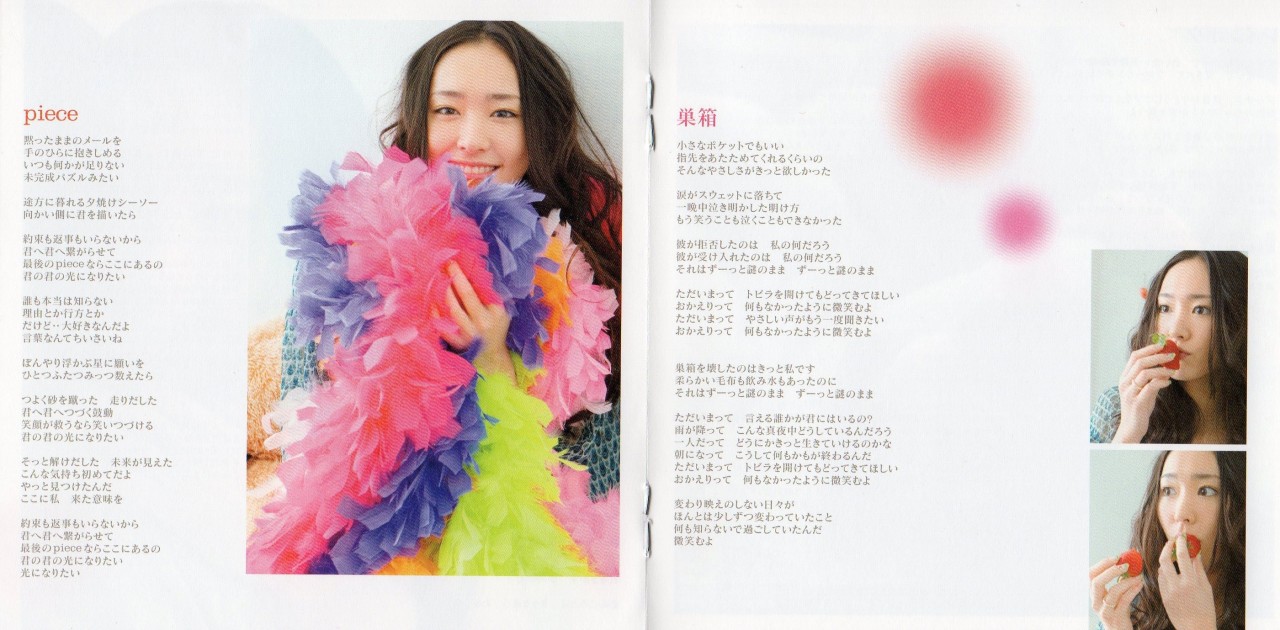 piece
黙ったままのメールを
手のひらに抱きしめる
いつも何かが足りない
未完成パズルみたい
途方に暮れる夕焼けシーソー
向かい側に君を描いたら
約束も返事もいらないから
君へ君へ繋がらせて
最後のpieceならここにあるの
君の君の光になりたい
誰も本当は知らない
理由とか行方とか
だけど‥大好きなんだよ
言葉なんてちいさいね
ぼんやり浮かぶ星に願いを
ひとつふたつみっつ数えたら
つよく砂を蹴った　走りだした
君へ君へつづく鼓動
笑顔が救うなら笑いつづける
君の君の光になりたい
そっと解けだした　未来が見えた
こんな気持ち初めてだよ
やっと見つけたんだ
ここに私　来た意味を
約束も返事もいらないから
君へ君へ繋がらせて
最後のpieceならここにあるの
君の君の光になりたい
光になりたい
巣箱
小さなポケットでもいい
指先をあたためてくれるくらいの
そんなやさしさがきっと欲しかった
涙がスウェットに落ちて
一晩中泣き明かした明け方
もう笑うことも泣くこともできなかった
彼が拒否したのは　私の何だろう
彼が受け入れたのは　私の何だろう
それはずーっと謎のまま　ずーっと謎のまま
ただいまって　トビラを開けてもどってきてほしい
おかえりって　何もなかったように微笑むよ
ただいまって　やさしい声がもう一度聞きたい
おかえりって　何もなかったように微笑むよ
巣箱を壊したのはきっと私です
柔らかい毛布も飲み水もあったのに
それはずーっと謎のまま　ずーっと謎のまま
ただいまって　言える誰かが君にはいるの?
雨が降って　こんな真夜中どうしているんだろう
一人だって　どうにかきっと生きていけるのかな
朝になって　こうして何もかもが終わるんだ
ただいまって　トビラを開けてもどってきてほしい
おかえりって　何もなかったように微笑むよ
変わり映えのしない日々が
ほんとは少しずつ変わっていたこと
何も知らないで過ごしていたんだ
微笑むよ